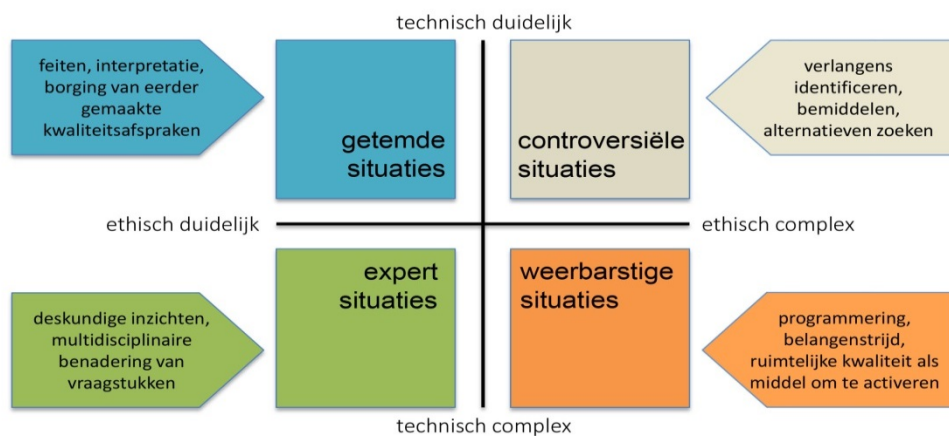 technisch duidelijk
feiten, interpretatie,
borging van eerder
gemaakte
kwaliteitsafspraken
getemde
situaties
controversiële
situaties
verlangens
identificeren,
bemiddelen,
alternatieven zoeken
ethisch duidelijk
ethisch complex
deskundige inzichten,
multidisciplinaire
benadering van
vraagstukken
expert
situaties
weerbarstige
situaties
programmering,
belangenstrijd,
ruimtelijke kwaliteit als
middel om te activeren
technisch complex